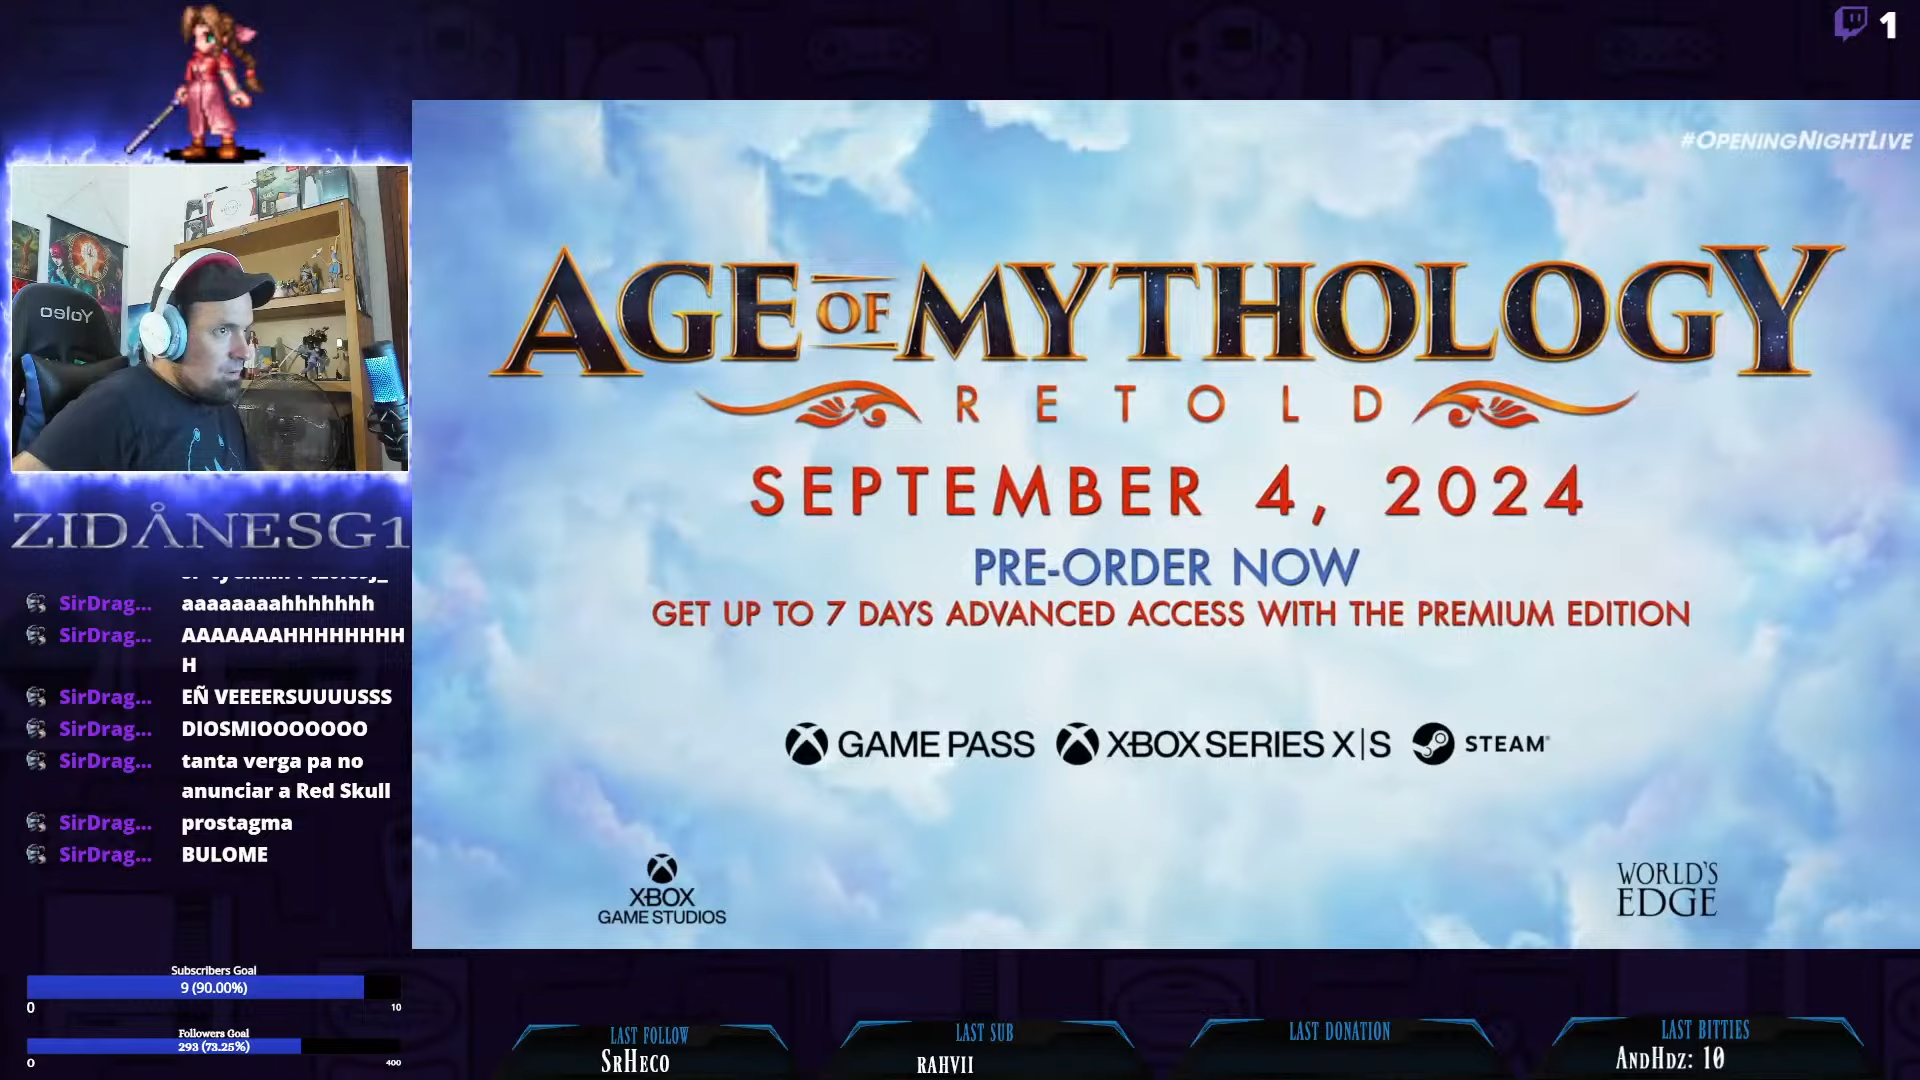 1
#OPENINGNIGHTLIVE
Yoleo
AGE OF MYTHOLOGY
RETOLD
SEPTEMBER 4, 2024
PRE-ORDER NOW
GET UP TO 7 DAYS ADVANCED ACCESS WITH THE PREMIUM EDITION
GAME PASS XBOX SERIES X|S STEAM
XBOX
GAME STUDIOS
WORLD'S
EDGE
ZIDÅNESG1
SirDrag... aaaaaaaahhhhhhh
SirDrag... AAAAAAAHHHHHHHH
H
SirDrag... EÑ VEEEERSUUUUSSS
SirDrag... DIOSMIOOOOOOO
SirDrag... tanta verga pa no
anunciar a Red Skull
SirDrag... prostagma
SirDrag... BULOME
Subscribers Goal
9 (90.00%)
0 10
Followers Goal
293 (73.25%)
0 400
LAST FOLLOW
SRHECO
LAST SUB
RAHVII
LAST DONATION
LAST BITTIES
ANDHDZ: 10